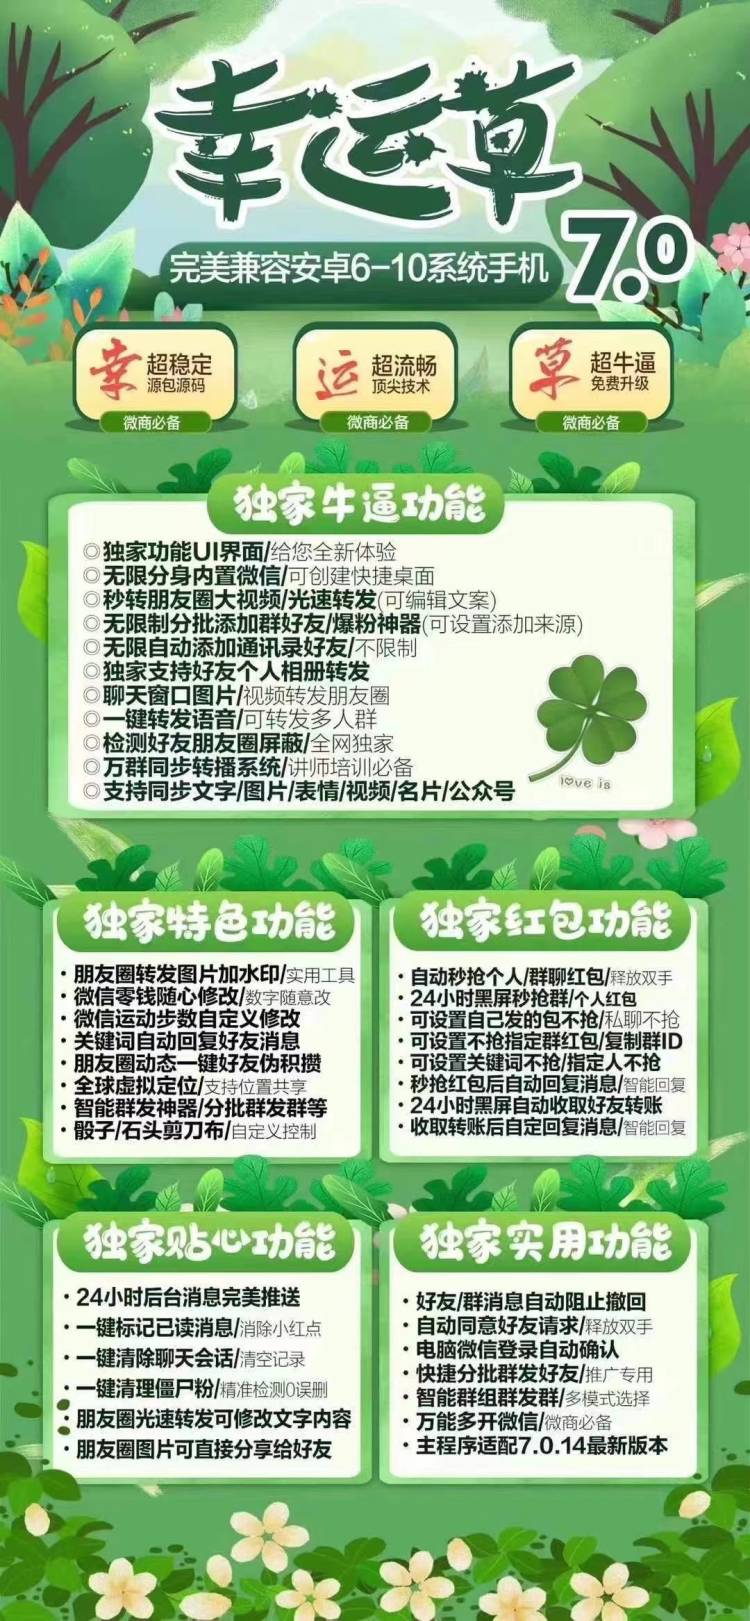 幸运草
7.0
完美兼容安卓6-10系统手机
幸 超稳定
源包源码
微商必备
运 超流畅
顶尖技术
微商必备
草 超牛逼
免费升级
微商必备
独家牛逼功能
◎独家功能UI界面/给您全新体验
◎无限分身内置微信/可创建快捷桌面
◎秒转朋友圈大视频/光速转发(可编辑文案)
◎无限制分批添加群好友/爆粉神器(可设置添加来源)
◎无限自动添加通讯录好友/不限制
◎独家支持好友个人相册转发
◎聊天窗口图片/视频转发朋友圈
◎一键转发语音/可转发多人群
◎检测好友朋友圈屏蔽/全网独家
◎万群同步转播系统/讲师培训必备
◎支持同步文字/图片/表情/视频/名片/公众号
love is
独家特色功能
·朋友圈转发图片加水印/实用工具
·微信零钱随心修改/数字随意改
·微信运动步数自定义修改
·关键词自动回复好友消息
·朋友圈动态一键好友伪积攒
·全球虚拟定位/支持位置共享
·智能群发神器/分批群发群等
·骰子/石头剪刀布/自定义控制
独家红包功能
·自动秒抢个人/群聊红包/释放双手
·24小时黑屏秒抢群/个人红包
·可设置自己发的包不抢/私聊不抢
·可设置不抢指定群红包/复制群ID
·可设置关键词不抢/指定人不抢
·秒抢红包后自动回复消息/智能回复
·24小时黑屏自动收取好友转账
·收取转账后自定回复消息/智能回复
独家贴心功能
·24小时后台消息完美推送
·一键标记已读消息/消除小红点
·一键清除聊天会话/清空记录
·一键清理僵尸粉/精准检测0误删
·朋友圈光速转发可修改文字内容
·朋友圈图片可直接分享给好友
独家实用功能
·好友/群消息自动阻止撤回
·自动同意好友请求/释放双手
·电脑微信登录自动确认
·快捷分批群发好友/推广专用
·智能群组群发群/多模式选择
·万能多开微信/微商必备
·主程序适配7.0.14最新版本